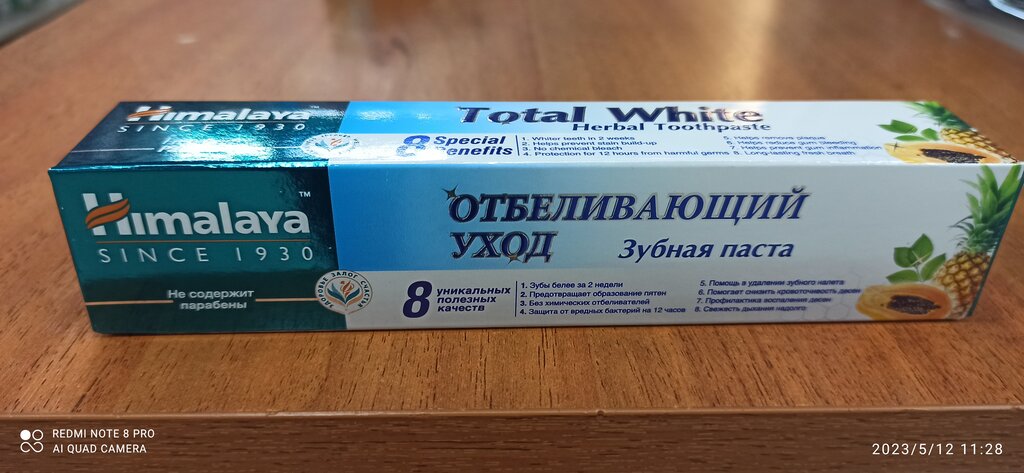 Himalaya™
SINCE 1930
Total White
Herbal Toothpaste
8 Special Benefits
1. Whiter teeth in 2 weeks
2. Helps prevent stain build-up
3. No chemical bleach
4. Protection for 12 hours from harmful germs
5. Helps remove plaque
6. Helps reduce gum bleeding
7. Helps prevent gum inflammation
8. Long-lasting fresh breath
Himalaya™
SINCE 1930
Не содержит
парабены
ОТБЕЛИВАЮЩИЙ
УХОД
Зубная паста
ЗДОРОВЬЕ ЗАЛОГ СЧАСТЬЯ
8 уникальных
полезных
качеств
1. Зубы белее за 2 недели
2. Предотвращает образование пятен
3. Без химических отбеливателей
4. Защита от вредных бактерий на 12 часов
5. Помощь в удалении зубного налета
6. Помогает снизить кровоточивость десен
7. Профилактика воспаления десен
8. Свежесть дыхания надолго
REDMI NOTE 8 PRO
AI QUAD CAMERA
2023/5/12 11:28